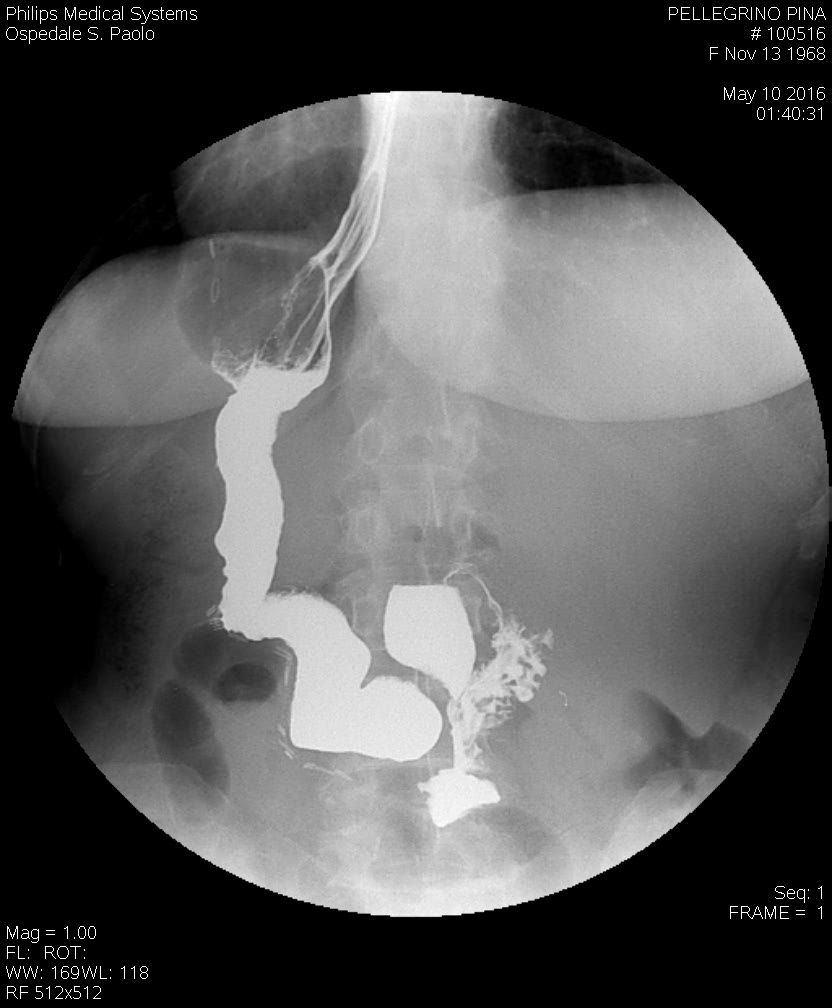 Philips Medical Systems
Ospedale S. Paolo
PELLEGRINO PINA
# 100516
F Nov 13 1968
May 10 2016
01:40:31
Seq: 1
FRAME = 1
Mag = 1.00
FL: ROT:
WW: 169WL: 118
RF 512x512